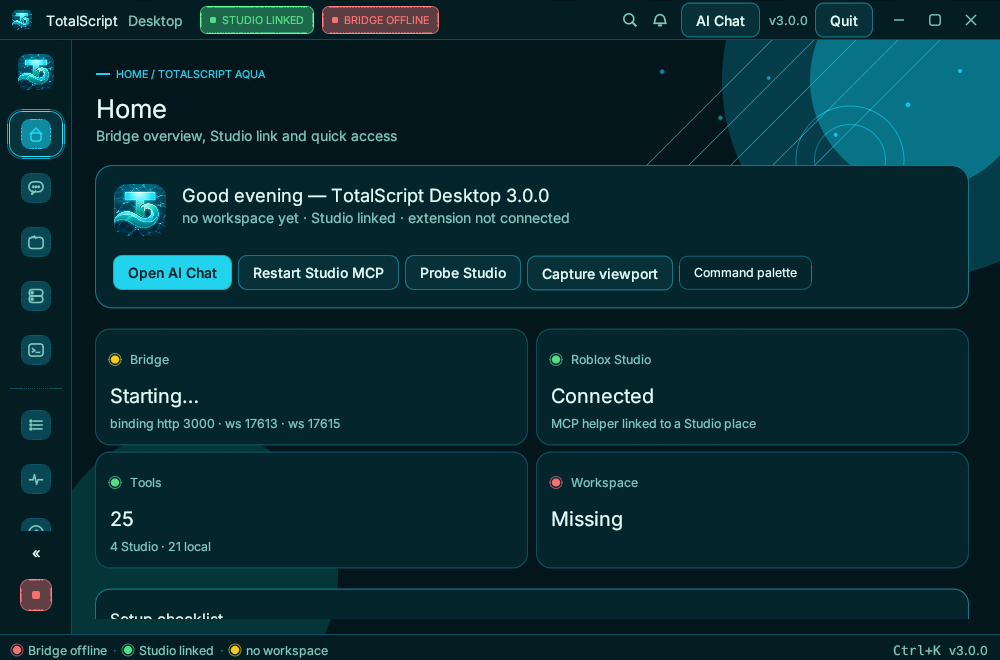 TotalScript Desktop STUDIO LINKED BRIDGE OFFLINE AI Chat v3.0.0 Quit
HOME / TOTALSCRIPT AQUA
Home
Bridge overview, Studio link and quick access
Good evening — TotalScript Desktop 3.0.0
no workspace yet · Studio linked · extension not connected
Open AI Chat Restart Studio MCP Probe Studio Capture viewport Command palette
Bridge
Starting...
binding http 3000 · ws 17613 · ws 17615
Roblox Studio
Connected
MCP helper linked to a Studio place
Tools
25
4 Studio · 21 local
Workspace
Missing
Setup checklist
«
Bridge offline · Studio linked · no workspace Ctrl+K v3.0.0